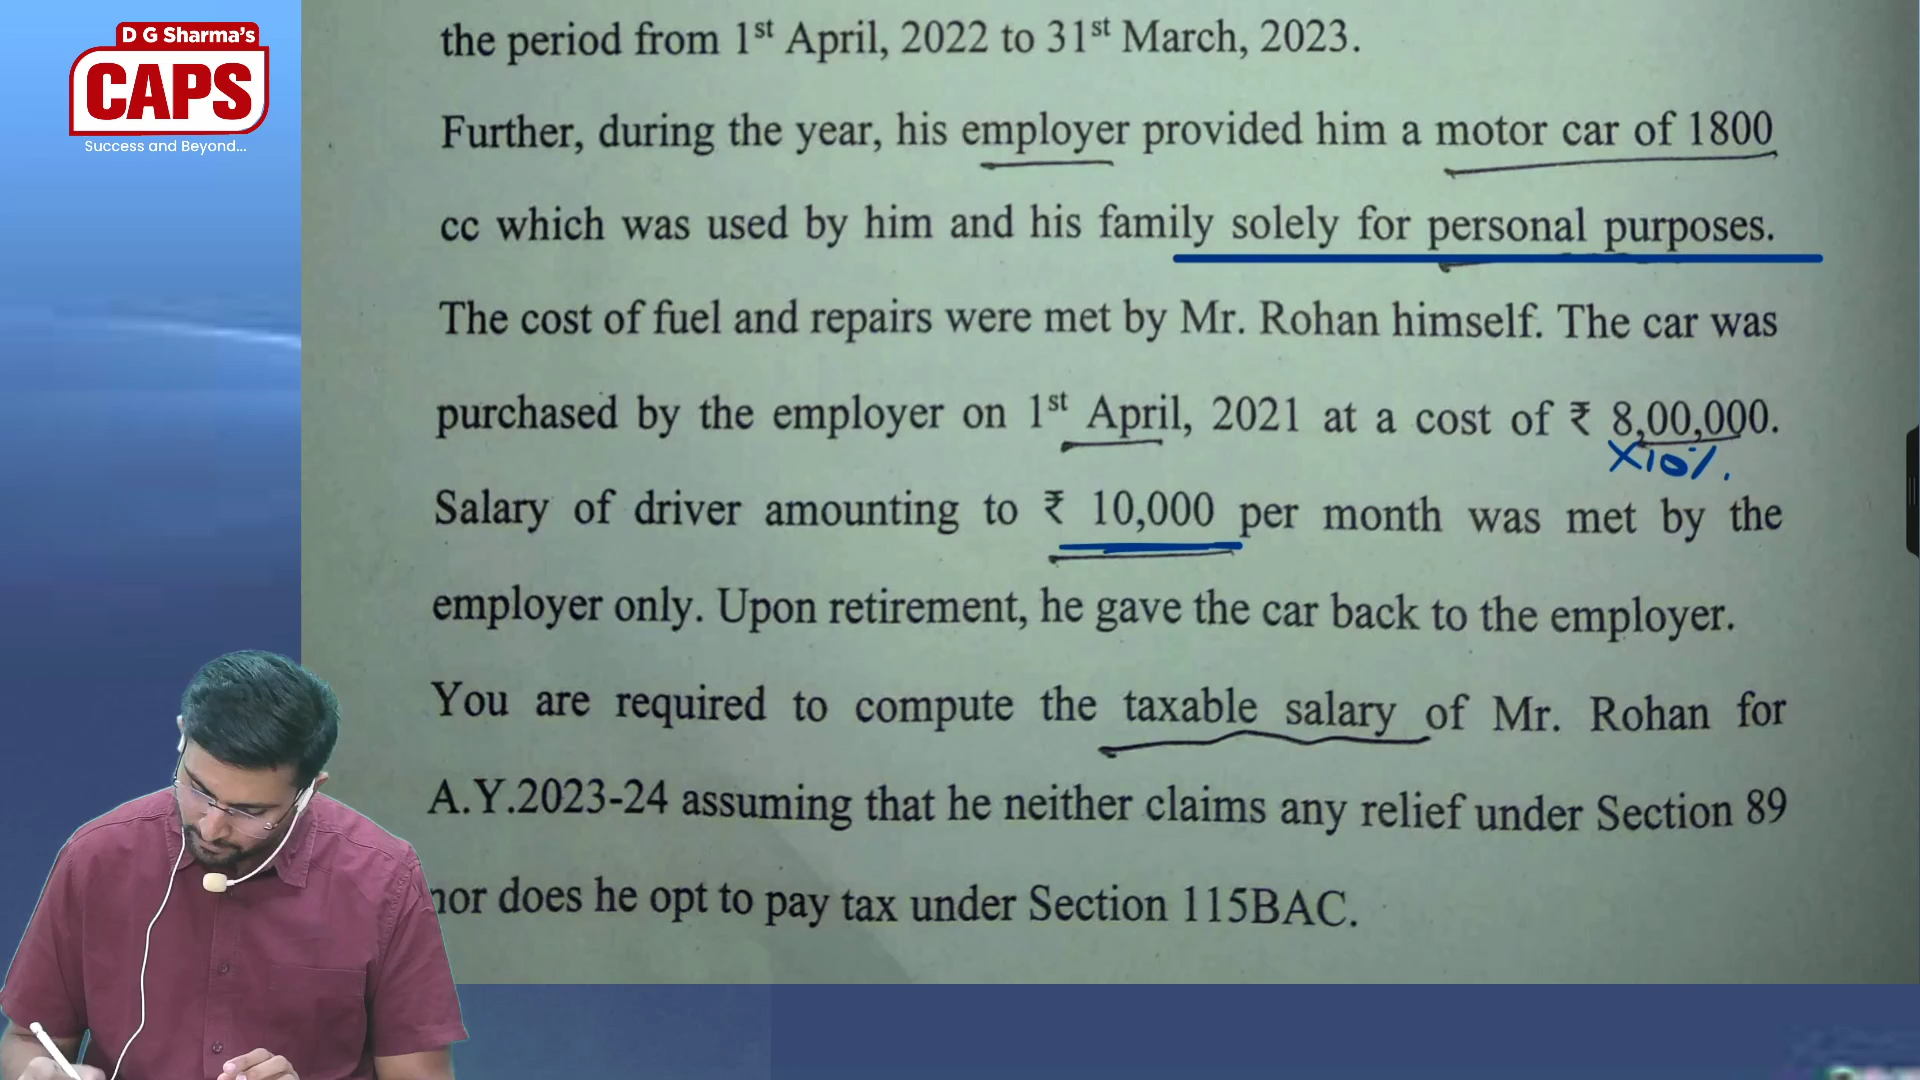 D G Sharma's
CAPS
Success and Beyond...
the period from 1st April, 2022 to 31st March, 2023.
Further, during the year, his employer provided him a motor car of 1800
cc which was used by him and his family solely for personal purposes.
The cost of fuel and repairs were met by Mr. Rohan himself. The car was
purchased by the employer on 1st April, 2021 at a cost of ₹ 8,00,000.
X10%.
Salary of driver amounting to ₹ 10,000 per month was met by the
employer only. Upon retirement, he gave the car back to the employer.
You are required to compute the taxable salary of Mr. Rohan for
A.Y.2023-24 assuming that he neither claims any relief under Section 89
nor does he opt to pay tax under Section 115BAC.